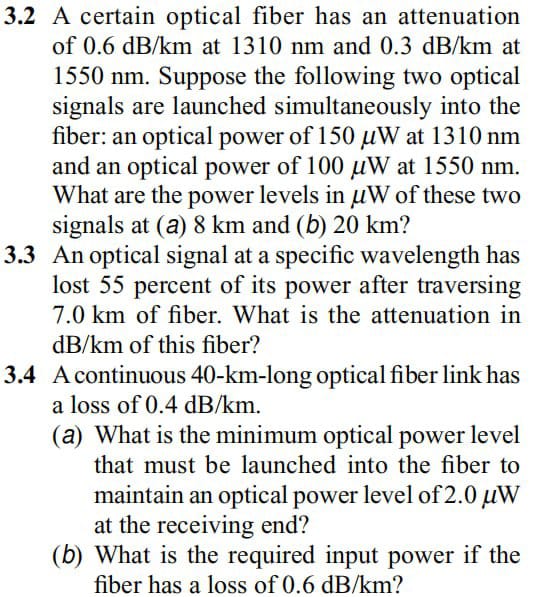 3.2 A certain optical fiber has an attenuation
of 0.6 dB/km at 1310 nm and 0.3 dB/km at
1550 nm. Suppose the following two optical
signals are launched simultaneously into the
fiber: an optical power of 150 μW at 1310 nm
and an optical power of 100 μW at 1550 nm.
What are the power levels in μW of these two
signals at (a) 8 km and (b) 20 km?
3.3 An optical signal at a specific wavelength has
lost 55 percent of its power after traversing
7.0 km of fiber. What is the attenuation in
dB/km of this fiber?
3.4 A continuous 40-km-long optical fiber link has
a loss of 0.4 dB/km.
(a) What is the minimum optical power level
that must be launched into the fiber to
maintain an optical power level of 2.0 μW
at the receiving end?
(b) What is the required input power if the
fiber has a loss of 0.6 dB/km?